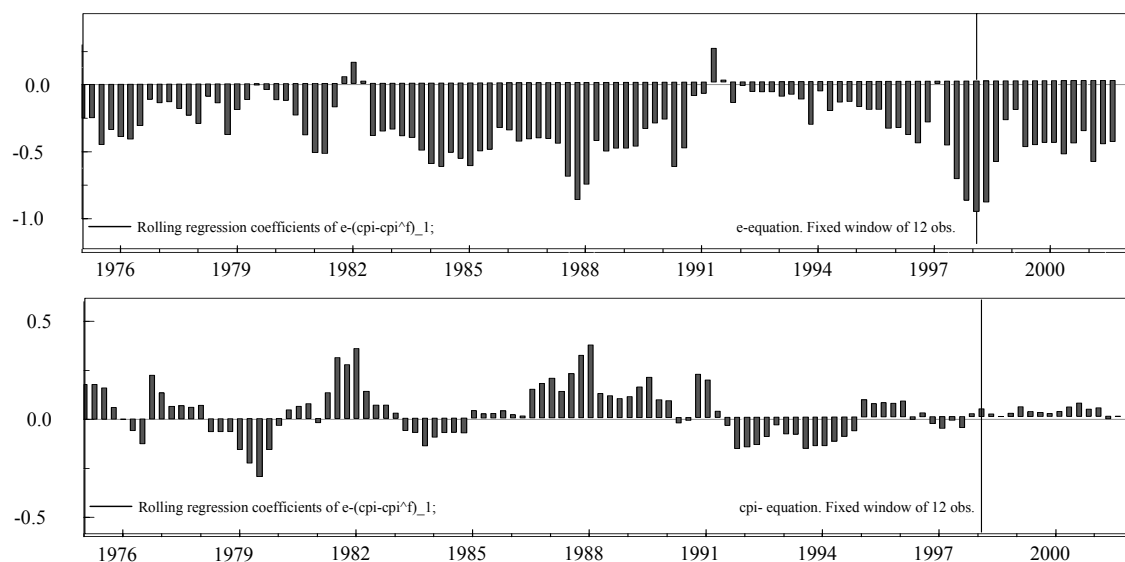 0.0
-0.5
-1.0
Rolling regression coefficients of e-(cpi-cpi^f)_1; e-equation. Fixed window of 12 obs.
1976 1979 1982 1985 1988 1991 1994 1997 2000
0.5
0.0
Rolling regression coefficients of e-(cpi-cpi^f)_1; cpi- equation. Fixed window of 12 obs.
-0.5
1976 1979 1982 1985 1988 1991 1994 1997 2000